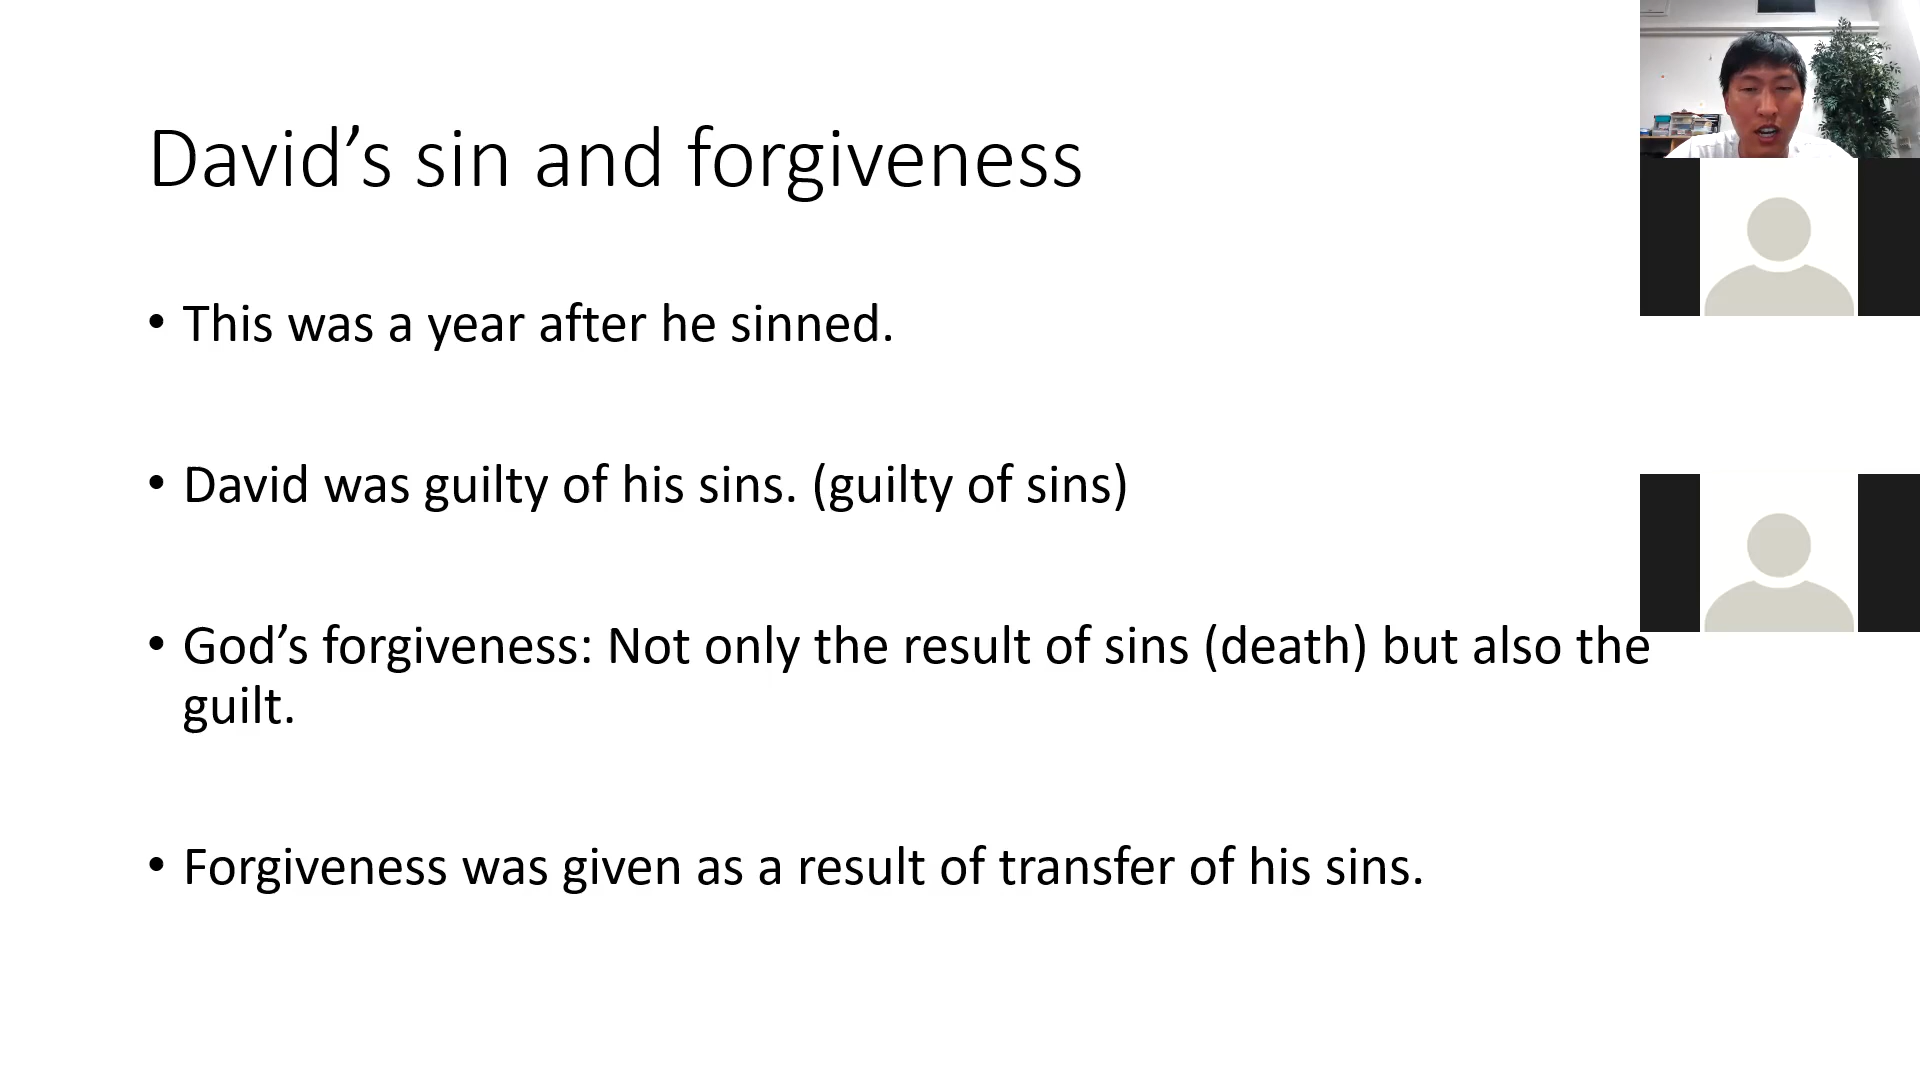 David’s sin and forgiveness
• This was a year after he sinned.
• David was guilty of his sins. (guilty of sins)
• God’s forgiveness: Not only the result of sins (death) but also the
guilt.
• Forgiveness was given as a result of transfer of his sins.